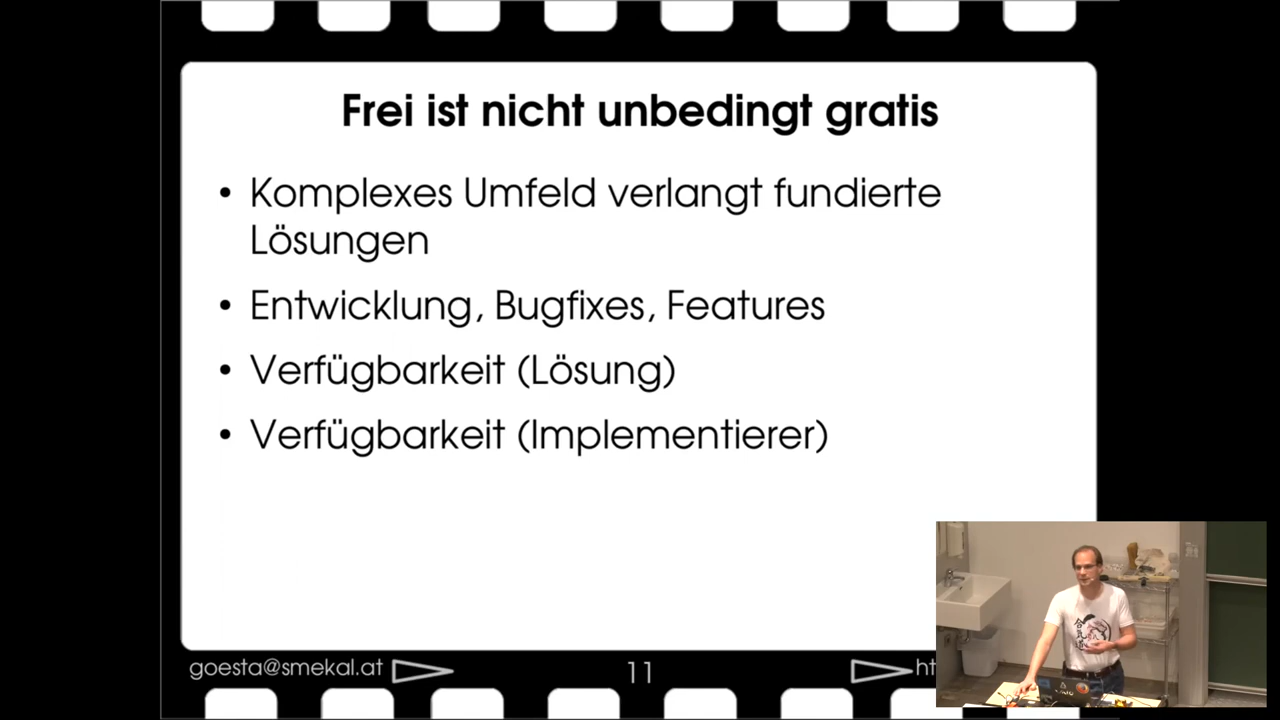 Frei ist nicht unbedingt gratis
• Komplexes Umfeld verlangt fundierte
Lösungen
• Entwicklung, Bugfixes, Features
• Verfügbarkeit (Lösung)
• Verfügbarkeit (Implementierer)
goesta@smekal.at
11
ht